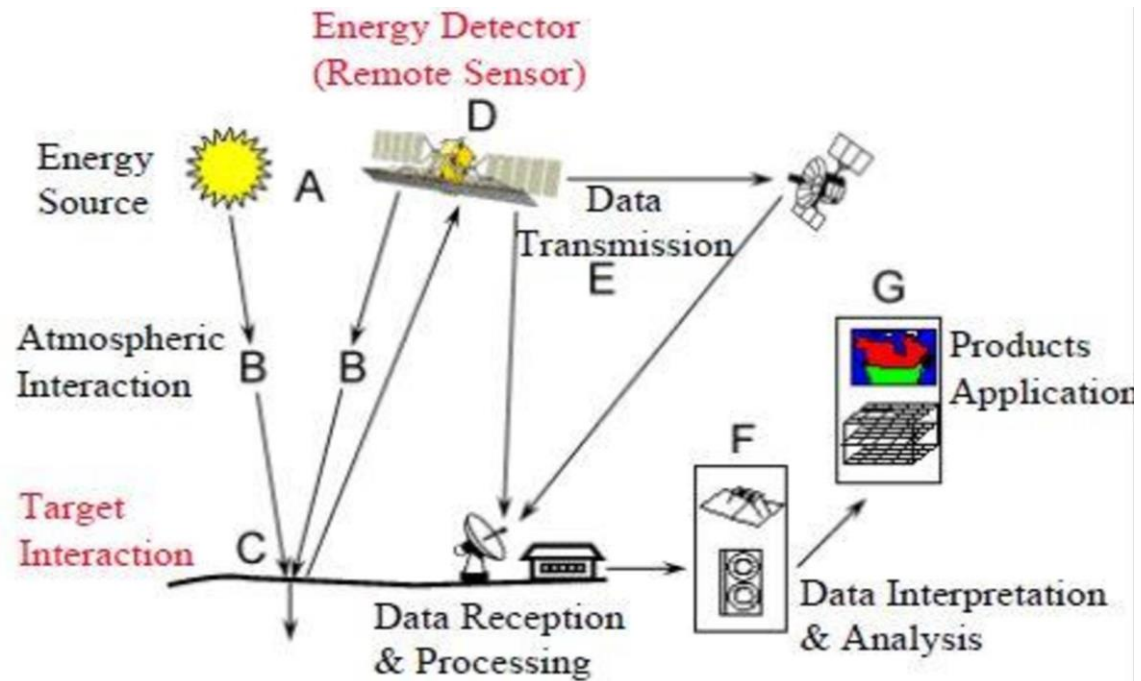 Energy Detector
(Remote Sensor)
D
Energy
Source
A
Data
Transmission
E
G
Atmospheric
Interaction
B
B
Products
Application
F
Target
Interaction
C
Data Reception
& Processing
Data Interpretation
& Analysis